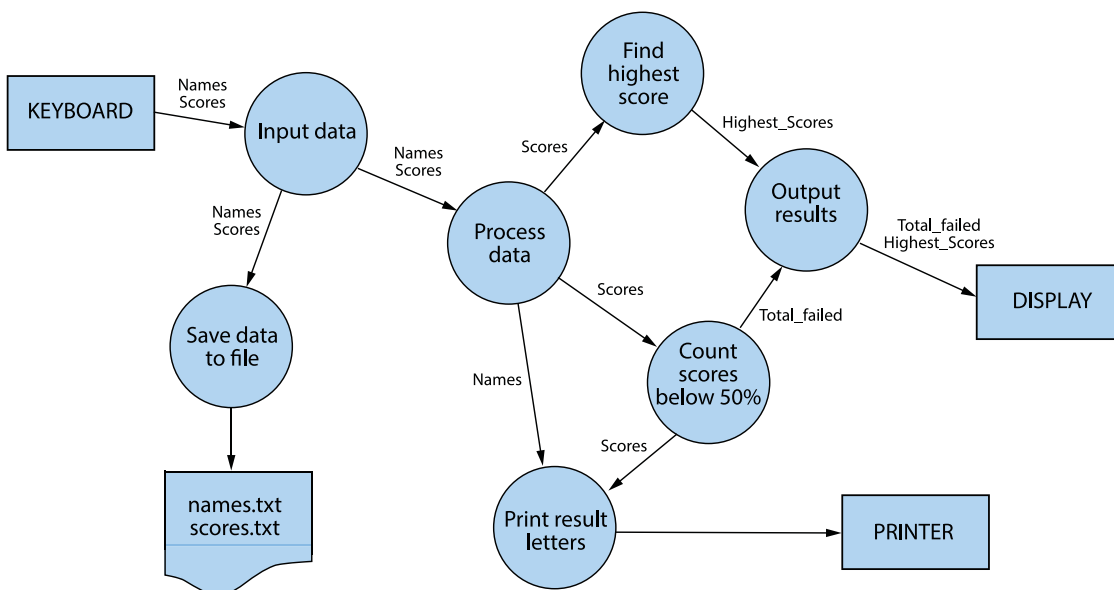 KEYBOARD
Names
Scores
Input data
Names
Scores
Names
Scores
Save data
to file
names.txt
scores.txt
Process
data
Scores
Find
highest
score
Highest_Scores
Scores
Count
scores
below 50%
Total_failed
Output
results
Total_failed
Highest_Scores
DISPLAY
Names
Scores
Print result
letters
PRINTER